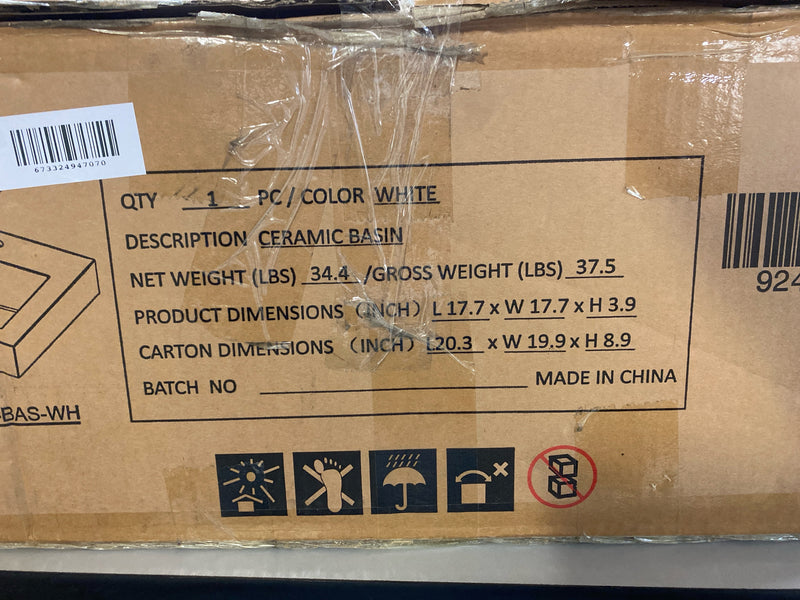 673324947070
QTY 1 PC / COLOR WHITE
DESCRIPTION CERAMIC BASIN
NET WEIGHT (LBS) 34.4 /GROSS WEIGHT (LBS) 37.5
PRODUCT DIMENSIONS (INCH) L 17.7 x W 17.7 x H 3.9
CARTON DIMENSIONS (INCH) L20.3 x W 19.9 x H 8.9
BATCH NO MADE IN CHINA
-BAS-WH
924